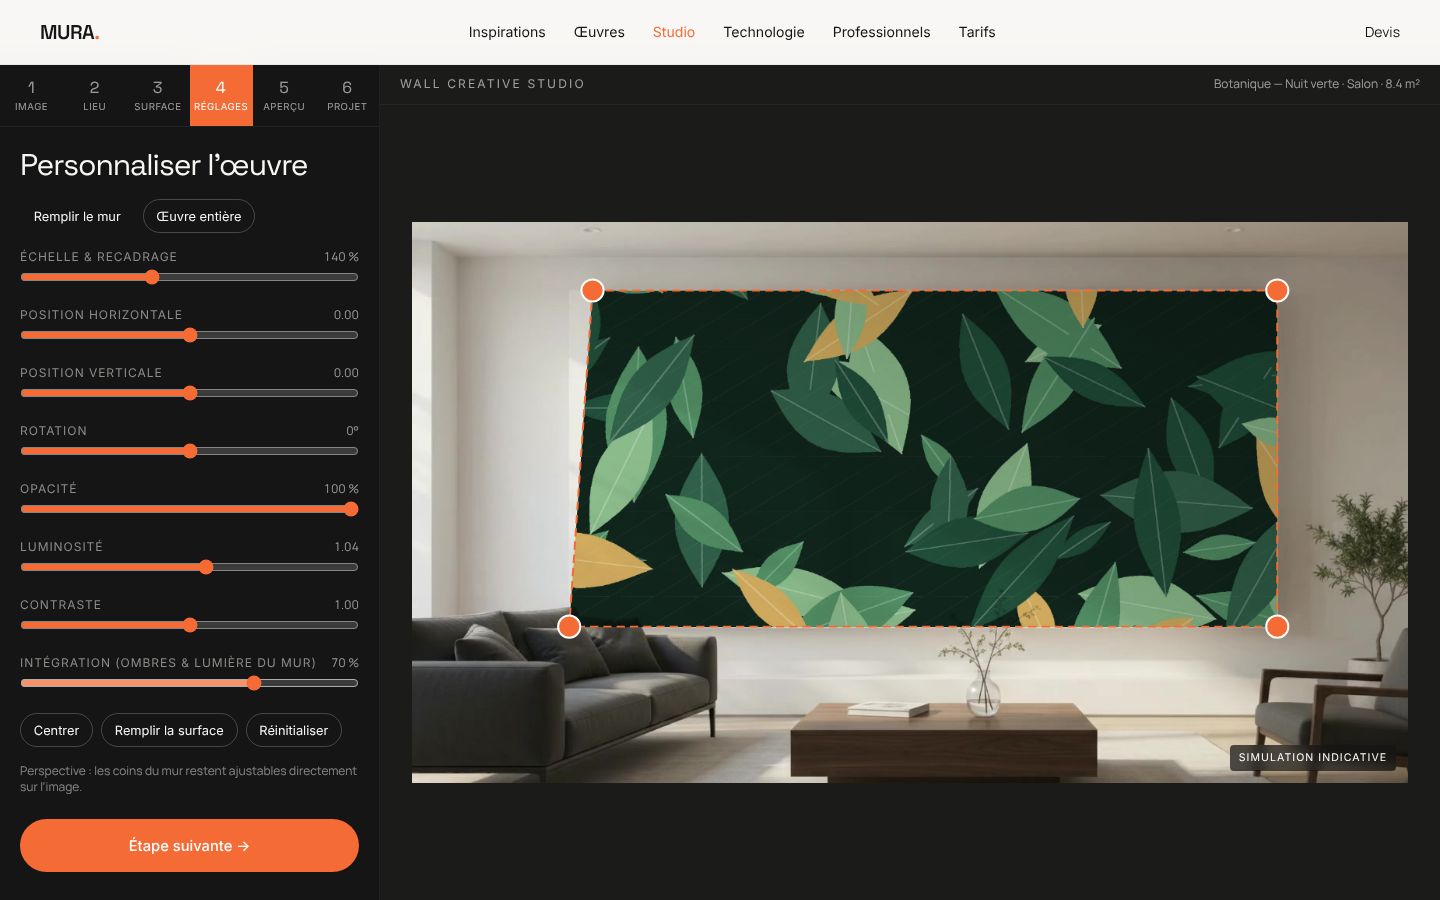 MURA.
Inspirations Œuvres Studio Technologie Professionnels Tarifs
Devis
1 2 3 4 5 6
IMAGE LIEU SURFACE RÉGLAGES APERÇU PROJET
WALL CREATIVE STUDIO
Botanique — Nuit verte · Salon · 8.4 m²
Personnaliser l’œuvre
Remplir le mur Œuvre entière
ÉCHELLE & RECADRAGE 140 %
POSITION HORIZONTALE 0.00
POSITION VERTICALE 0.00
ROTATION 0°
OPACITÉ 100 %
LUMINOSITÉ 1.04
CONTRASTE 1.00
INTÉGRATION (OMBRES & LUMIÈRE DU MUR) 70 %
Centrer Remplir la surface Réinitialiser
Perspective : les coins du mur restent ajustables directement
sur l’image.
Étape suivante →
SIMULATION INDICATIVE